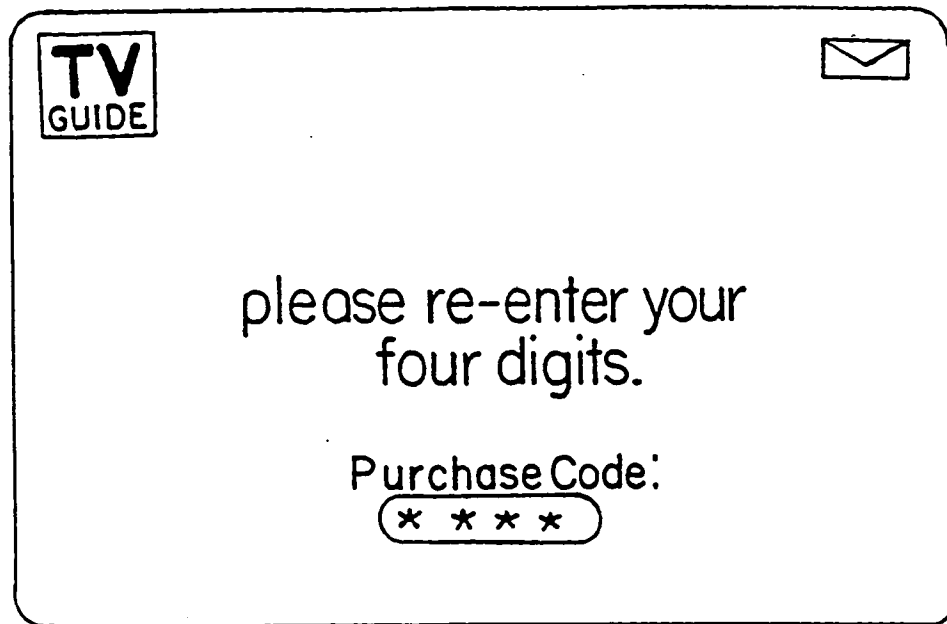 TV
GUIDE
please re-enter your
four digits.
Purchase Code:
* * * *